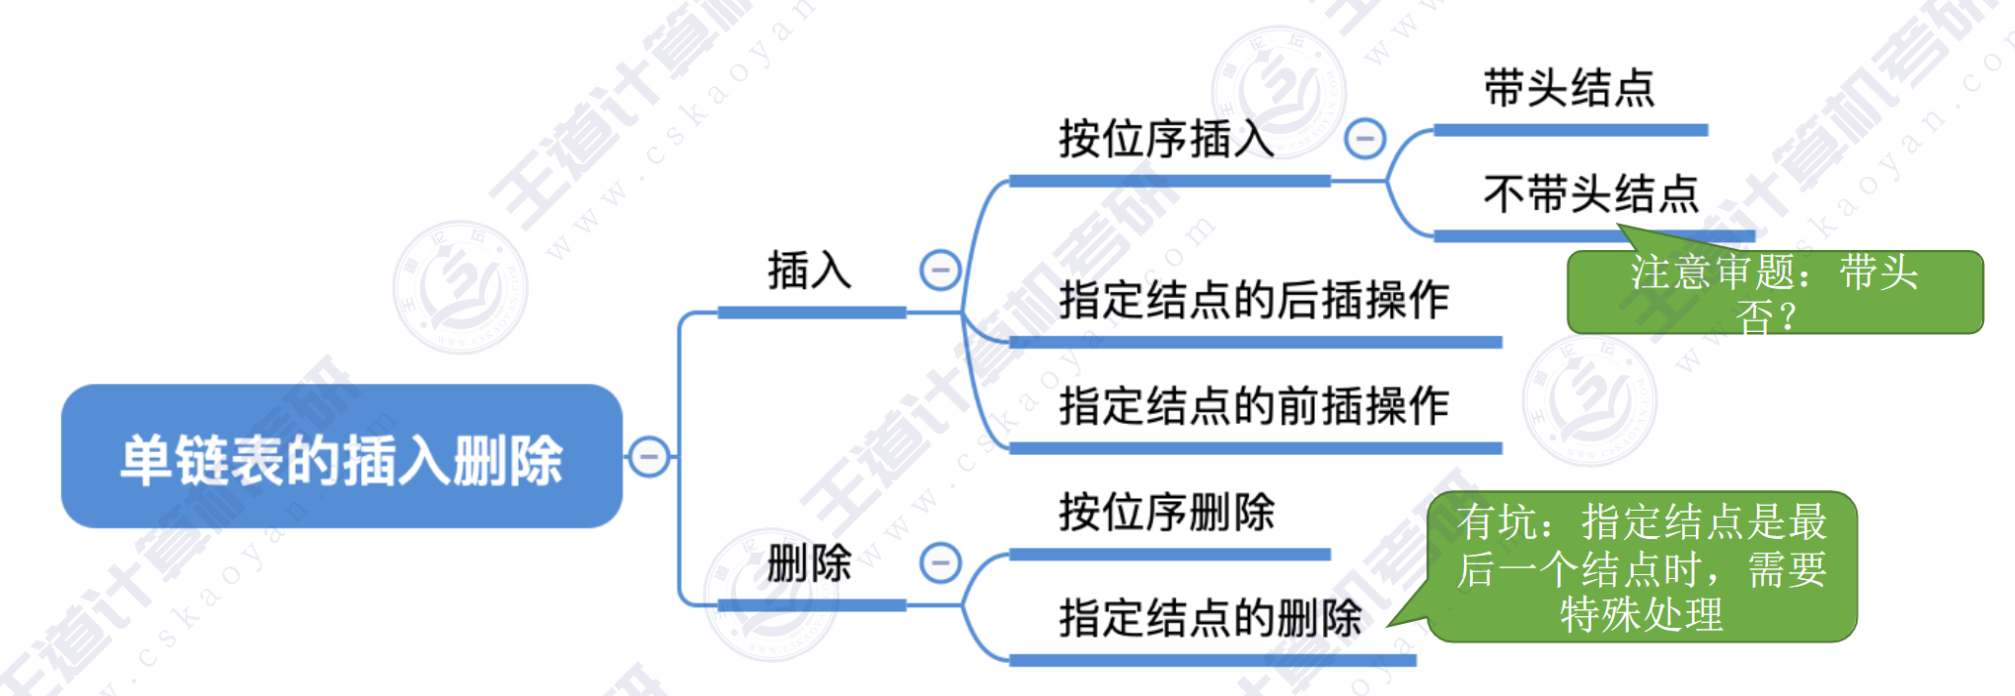 带头结点
按位序插入
不带头结点
注意审题：带头
否？
插入
指定结点的后插操作
指定结点的前插操作
单链表的插入删除
按位序删除
删除
指定结点的删除
有坑：指定结点是最
后一个结点时，需要
特殊处理
王道计算机考研
www.cskaoyan.com